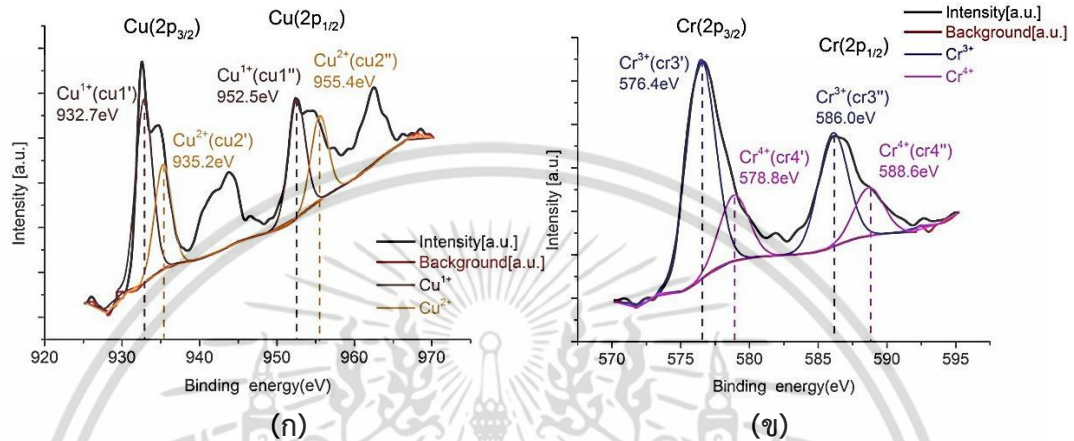 Cu(2p3/2)
Cu(2p1/2)
Cu1+(cu1')
932.7eV
Cu2+(cu2')
935.2eV
Cu1+(cu1'')
952.5eV
Cu2+(cu2'')
955.4eV
Intensity[a.u.]
Background[a.u.]
Cu1+
Cu2+
Intensity [a.u.]
920 930 940 950 960 970
Binding energy(eV)
(ก)
Cr(2p3/2)
Cr(2p1/2)
Cr3+(cr3')
576.4eV
Cr4+(cr4')
578.8eV
Cr3+(cr3'')
586.0eV
Cr4+(cr4'')
588.6eV
Intensity[a.u.]
Background[a.u.]
Cr3+
Cr4+
Intensity [a.u.]
570 575 580 585 590 595
Binding energy(eV)
(ข)